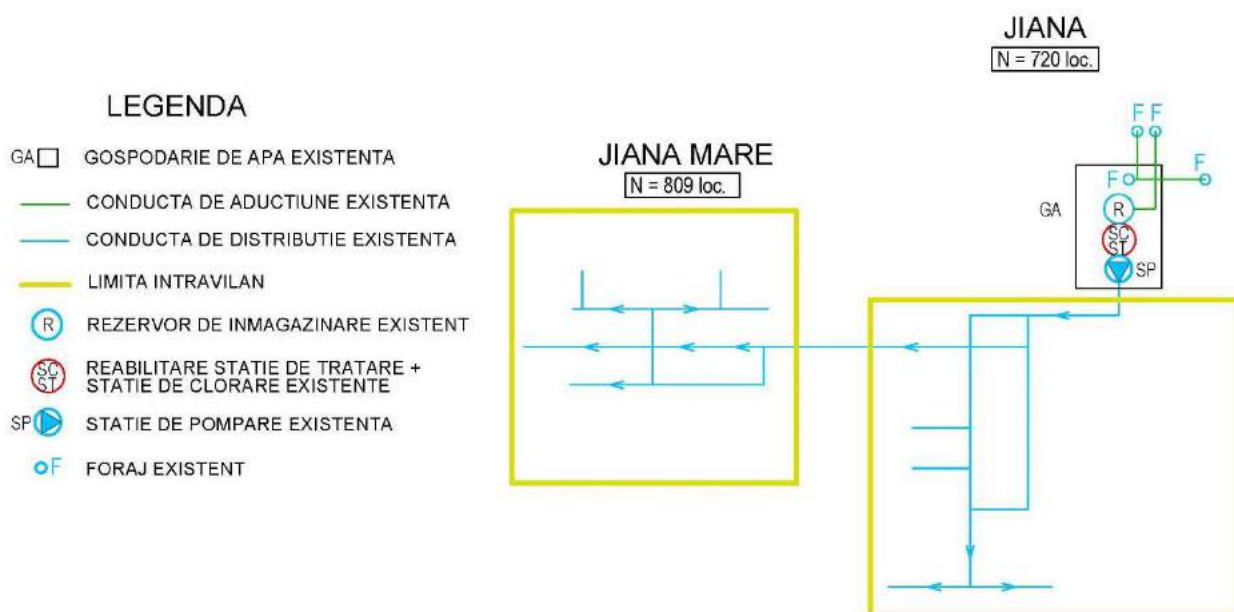 JIANA
N = 720 loc.
LEGENDA
GA GOSPODARIE DE APA EXISTENTA
CONDUCTA DE ADUCTIUNE EXISTENTA
CONDUCTA DE DISTRIBUTIE EXISTENTA
LIMITA INTRAVILAN
R REZERVOR DE INMAGAZINARE EXISTENT
SC ST REABILITARE STATIE DE TRATARE +
STATIE DE CLORARE EXISTENTE
SP STATIE DE POMPARE EXISTENTA
F FORAJ EXISTENT
JIANA MARE
N = 809 loc.
F F
F
F
GA
R
SC
ST
SP